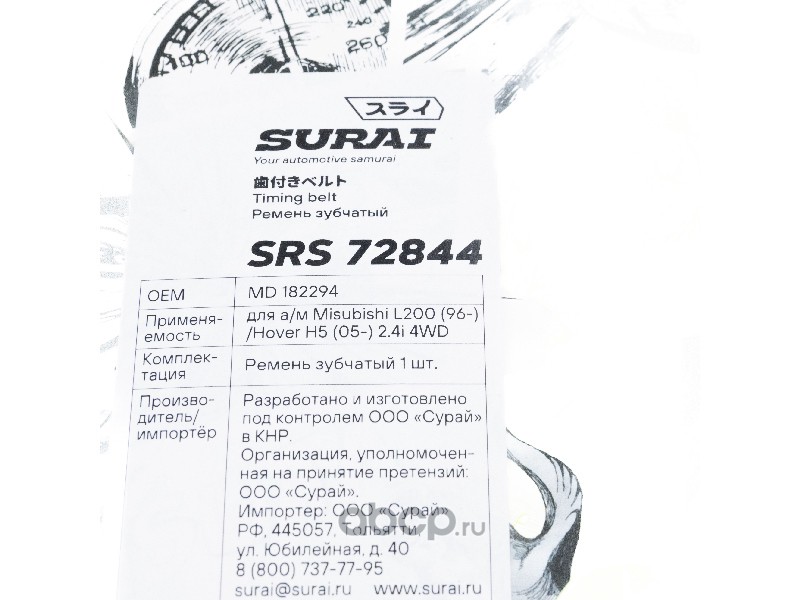 220
240
260
100
スライ
SURAI
Your automotive samurai
歯付きベルト
Timing belt
Ремень зубчатый
SRS 72844
OEM
MD 182294
Применя-
емость
для а/м Misubishi L200 (96-)
/Hover H5 (05-) 2.4i 4WD
Комплек-
тация
Ремень зубчатый 1 шт.
Произво-
дитель/
импортёр
Разработано и изготовлено
под контролем ООО «Сурай»
в КНР.
Организация, уполномочен-
ная на принятие претензий:
ООО «Сурай».
Импортер: ООО «Сурай»
РФ, 445057, Тольятти,
ул. Юбилейная, д. 40
8 (800) 737-77-95
surai@surai.ru www.surai.ru
abcp.ru